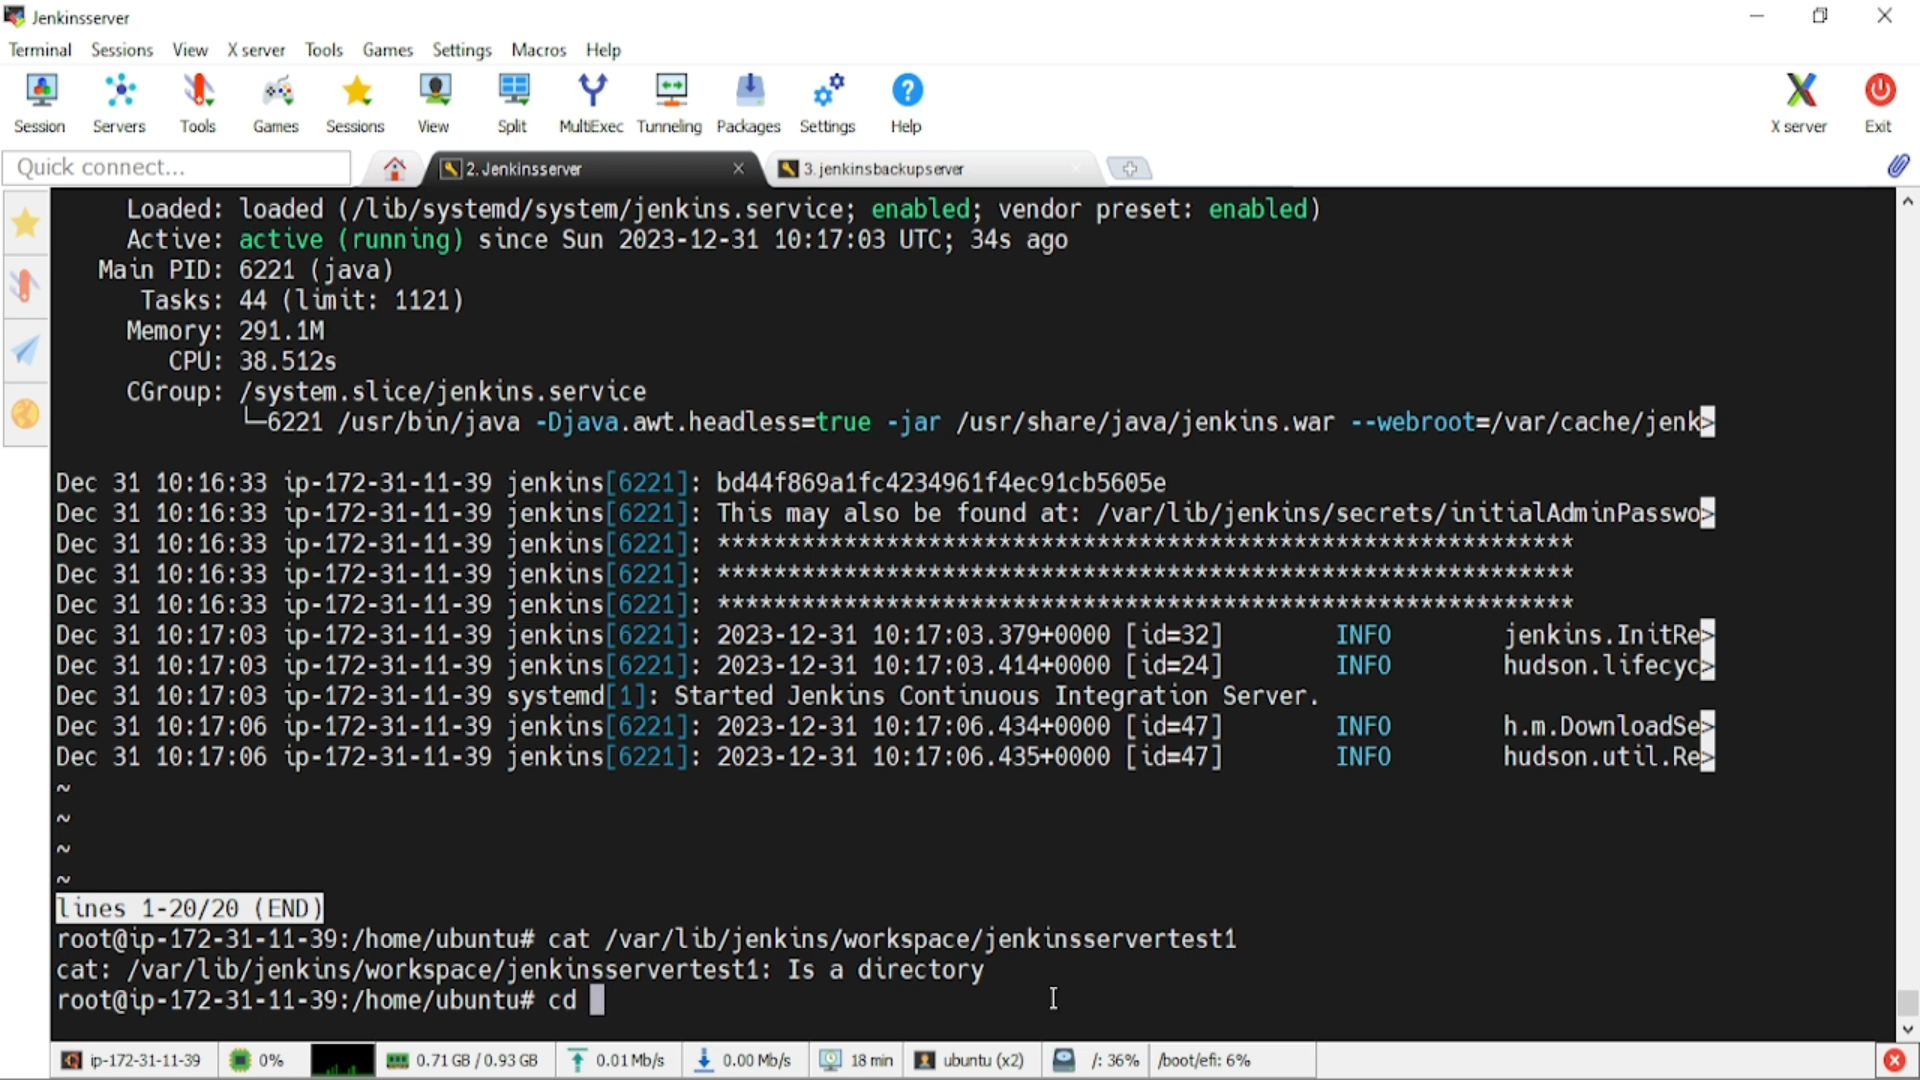 Jenkinsserver
Terminal Sessions View X server Tools Games Settings Macros Help
Session Servers Tools Games Sessions View Split MultiExec Tunneling Packages Settings Help X server Exit
Quick connect... 2. Jenkinsserver 3. jenkinsbackupserver
Loaded: loaded (/lib/systemd/system/jenkins.service; enabled; vendor preset: enabled)
Active: active (running) since Sun 2023-12-31 10:17:03 UTC; 34s ago
Main PID: 6221 (java)
Tasks: 44 (limit: 1121)
Memory: 291.1M
CPU: 38.512s
CGroup: /system.slice/jenkins.service
└─6221 /usr/bin/java -Djava.awt.headless=true -jar /usr/share/java/jenkins.war --webroot=/var/cache/jenk>
Dec 31 10:16:33 ip-172-31-11-39 jenkins[6221]: bd44f869a1fc4234961f4ec91cb5605e
Dec 31 10:16:33 ip-172-31-11-39 jenkins[6221]: This may also be found at: /var/lib/jenkins/secrets/initialAdminPasswo>
Dec 31 10:16:33 ip-172-31-11-39 jenkins[6221]: *************************************************************
Dec 31 10:16:33 ip-172-31-11-39 jenkins[6221]: *************************************************************
Dec 31 10:16:33 ip-172-31-11-39 jenkins[6221]: *************************************************************
Dec 31 10:17:03 ip-172-31-11-39 jenkins[6221]: 2023-12-31 10:17:03.379+0000 [id=32] INFO jenkins.InitRe>
Dec 31 10:17:03 ip-172-31-11-39 jenkins[6221]: 2023-12-31 10:17:03.414+0000 [id=24] INFO hudson.lifecyc>
Dec 31 10:17:03 ip-172-31-11-39 systemd[1]: Started Jenkins Continuous Integration Server.
Dec 31 10:17:06 ip-172-31-11-39 jenkins[6221]: 2023-12-31 10:17:06.434+0000 [id=47] INFO h.m.DownloadSe>
Dec 31 10:17:06 ip-172-31-11-39 jenkins[6221]: 2023-12-31 10:17:06.435+0000 [id=47] INFO hudson.util.Re>
~
~
~
~
lines 1-20/20 (END)
root@ip-172-31-11-39:/home/ubuntu# cat /var/lib/jenkins/workspace/jenkinsservertest1
cat: /var/lib/jenkins/workspace/jenkinsservertest1: Is a directory
root@ip-172-31-11-39:/home/ubuntu# cd
ip-172-31-11-39 0% 0.71 GB / 0.93 GB 0.01 Mb/s 0.00 Mb/s 18 min ubuntu (x2) /: 36% /boot/efi: 6%